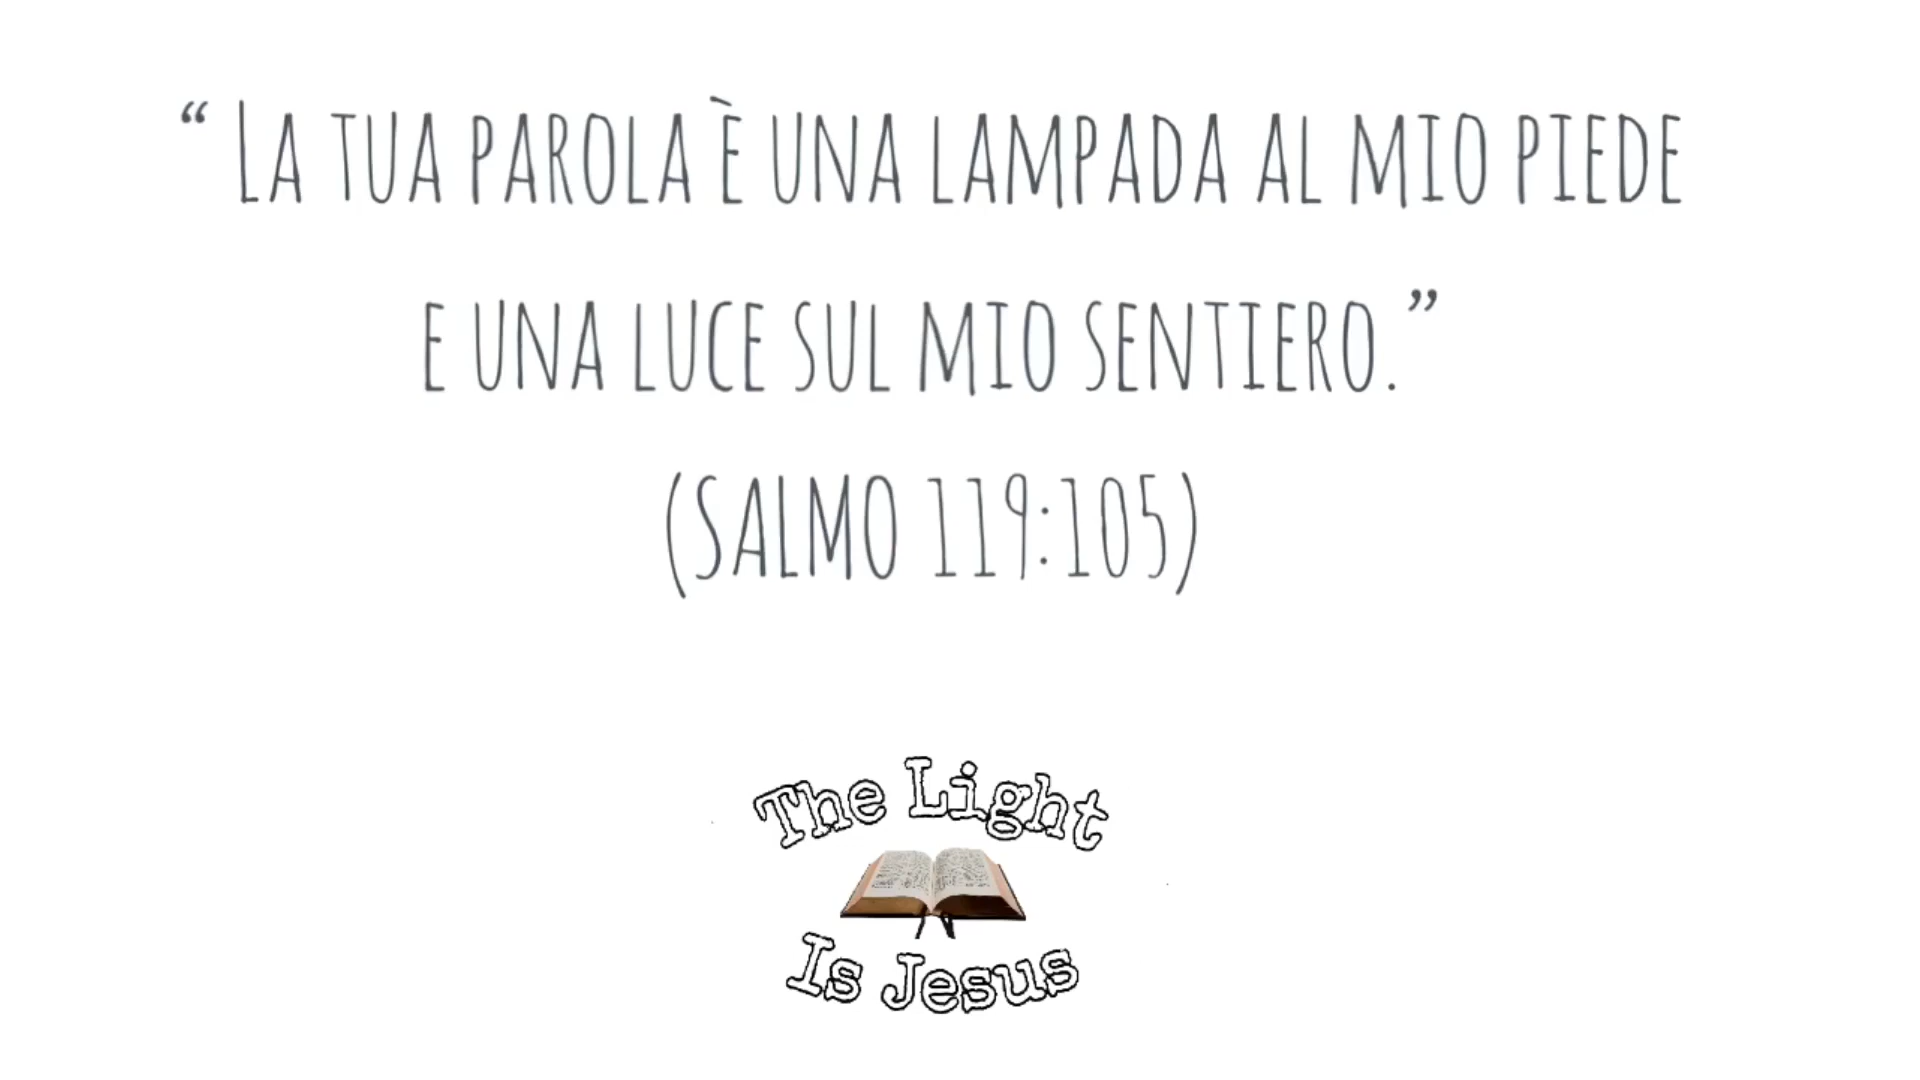 “ La tua parola è una lampada al mio piede
e una luce sul mio sentiero.”
(SALMO 119:105)
The Light
Is Jesus